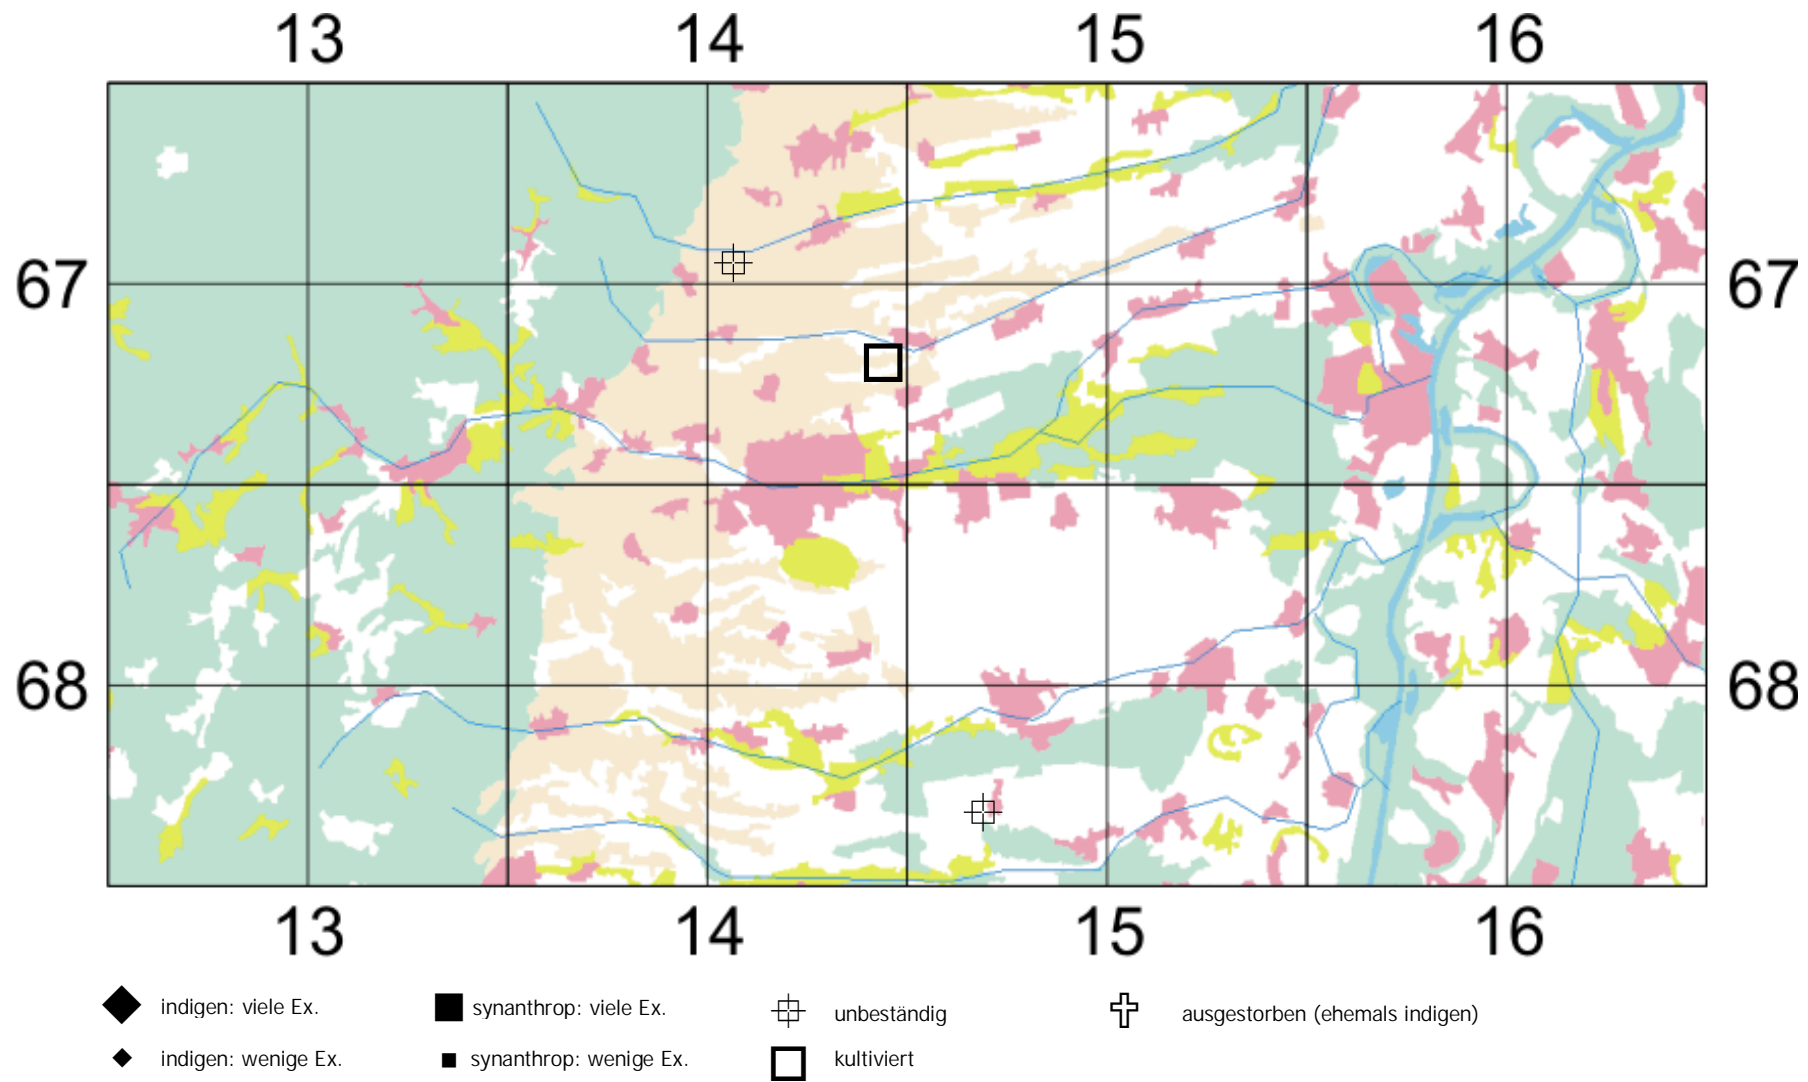 13 14 15 16
67 67
68 68
13 14 15 16
indigen: viele Ex. synanthrop: viele Ex. unbeständig ausgestorben (ehemals indigen)
indigen: wenige Ex. synanthrop: wenige Ex. kultiviert